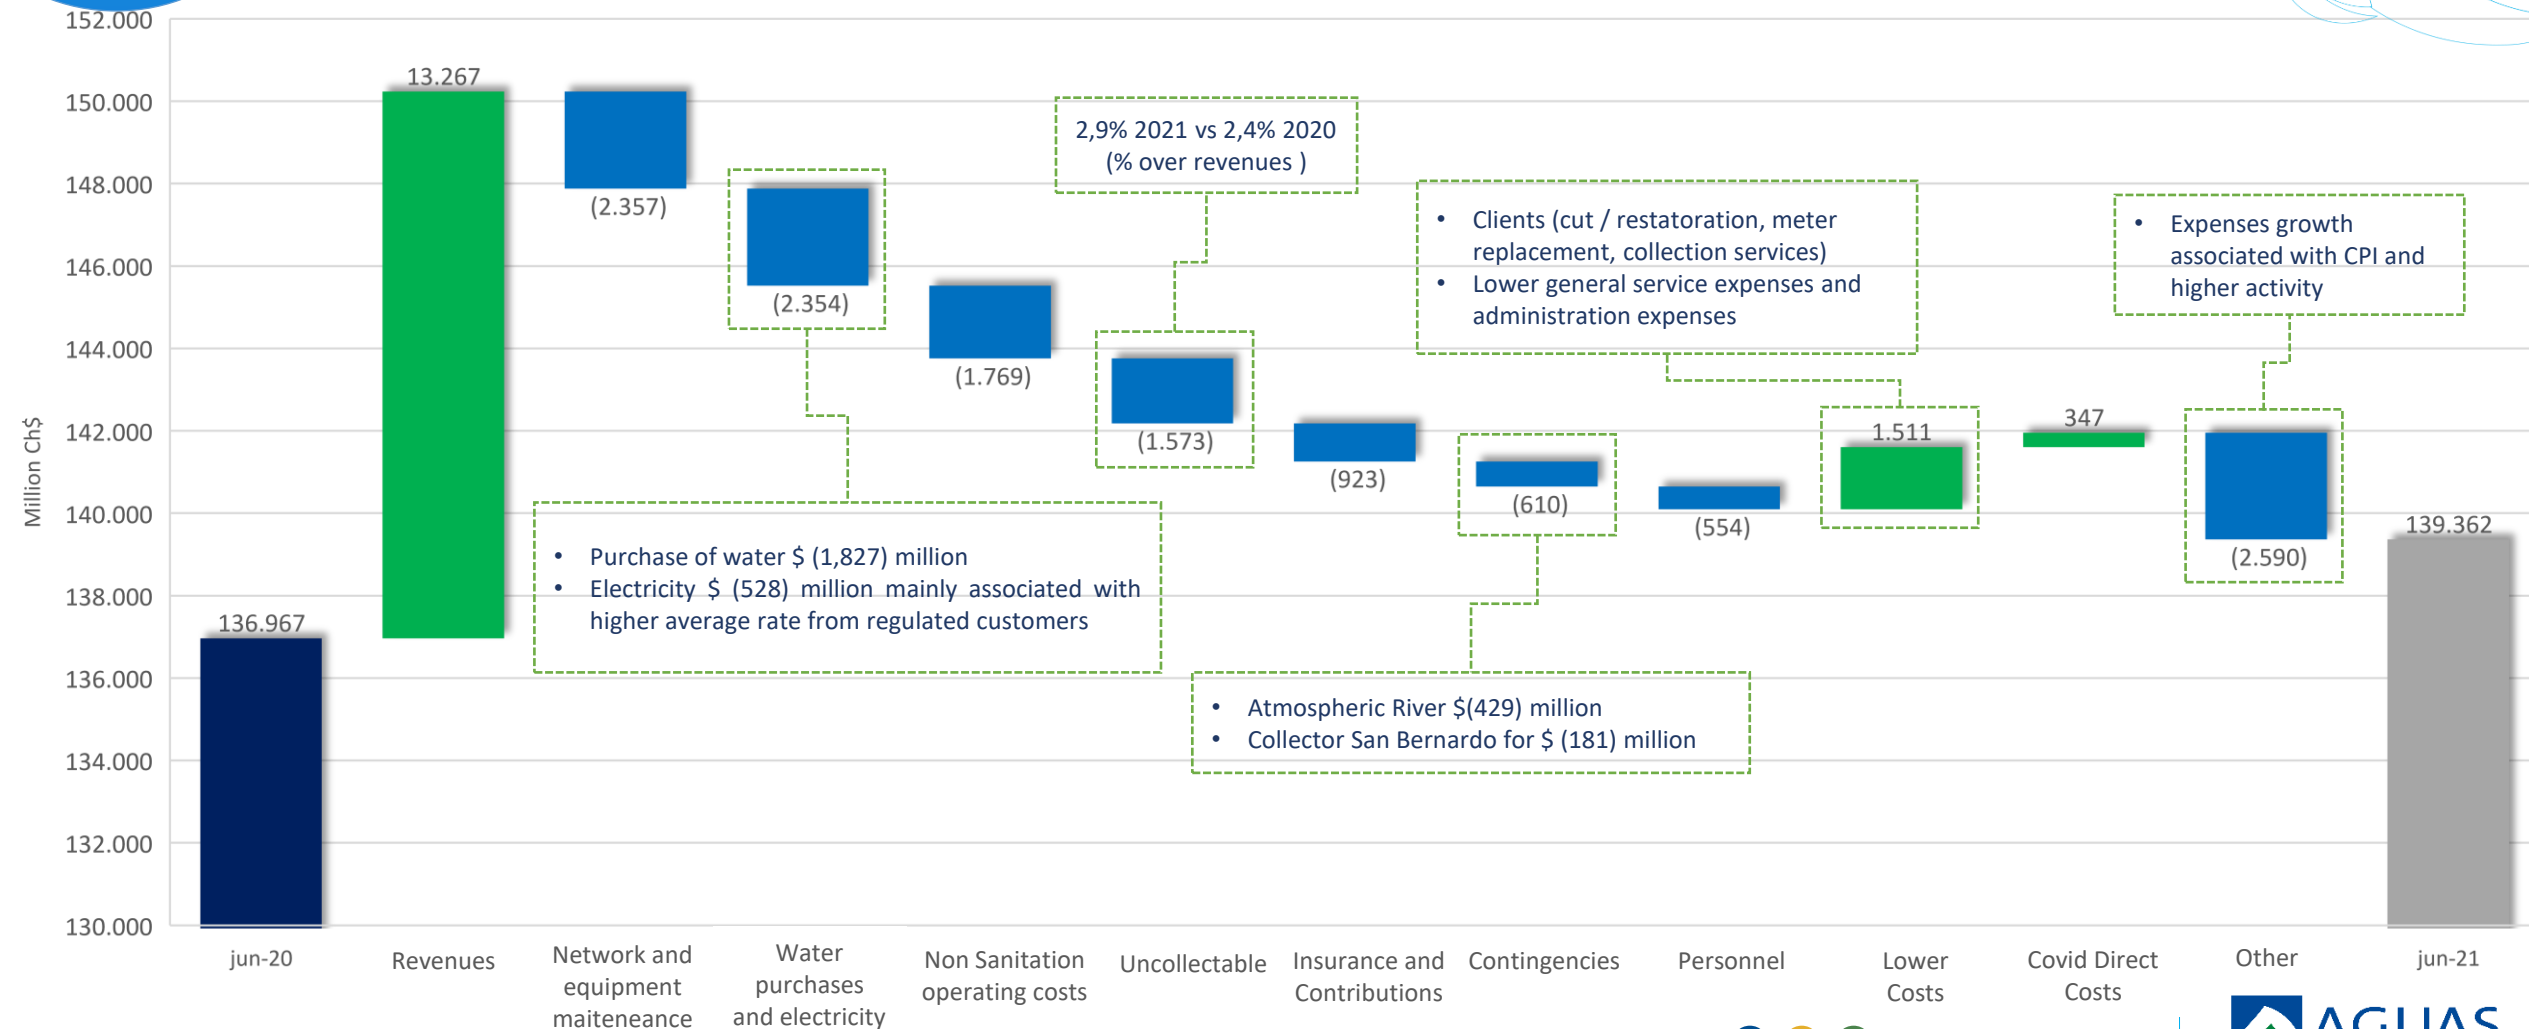 152.000
150.000
148.000
146.000
144.000
142.000
140.000
138.000
136.000
134.000
132.000
130.000
Million Ch$
136.967
13.267
(2.357)
(2.354)
(1.769)
(1.573)
(923)
(610)
(554)
1.511
347
(2.590)
139.362
2,9% 2021 vs 2,4% 2020
(% over revenues )
• Clients (cut / restatoration, meter
replacement, collection services)
• Lower general service expenses and
administration expenses
• Expenses growth
associated with CPI and
higher activity
• Purchase of water $ (1,827) million
• Electricity $ (528) million mainly associated with
higher average rate from regulated customers
• Atmospheric River $(429) million
• Collector San Bernardo for $ (181) million
jun-20
Revenues
Network and
equipment
maiteneance
Water
purchases
and electricity
Non Sanitation
operating costs
Uncollectable
Insurance and
Contributions
Contingencies
Personnel
Lower
Costs
Covid Direct
Costs
Other
jun-21
AGUAS